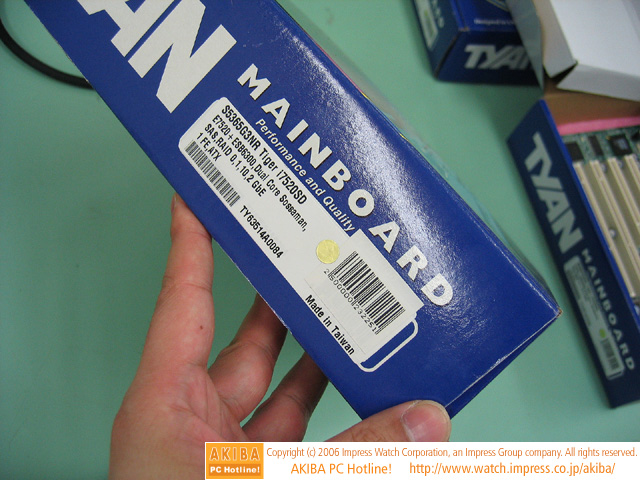 TYAN
MAINBOARD
Performance and Quality
S5365G3NR Tiger i7520SD
E7520+ESB6300,Dual Core Sossaman,
SAS,RAID 0,1,10,2 GbE
1 FE,ATX
TY63514A0084
Made in Taiwan
TYAN
TYAN
MAINBOARD
AKIBA
PC Hotline!
Copyright (c) 2006 Impress Watch Corporation, an Impress Group company. All rights reserved.
AKIBA PC Hotline! http://www.watch.impress.co.jp/akiba/